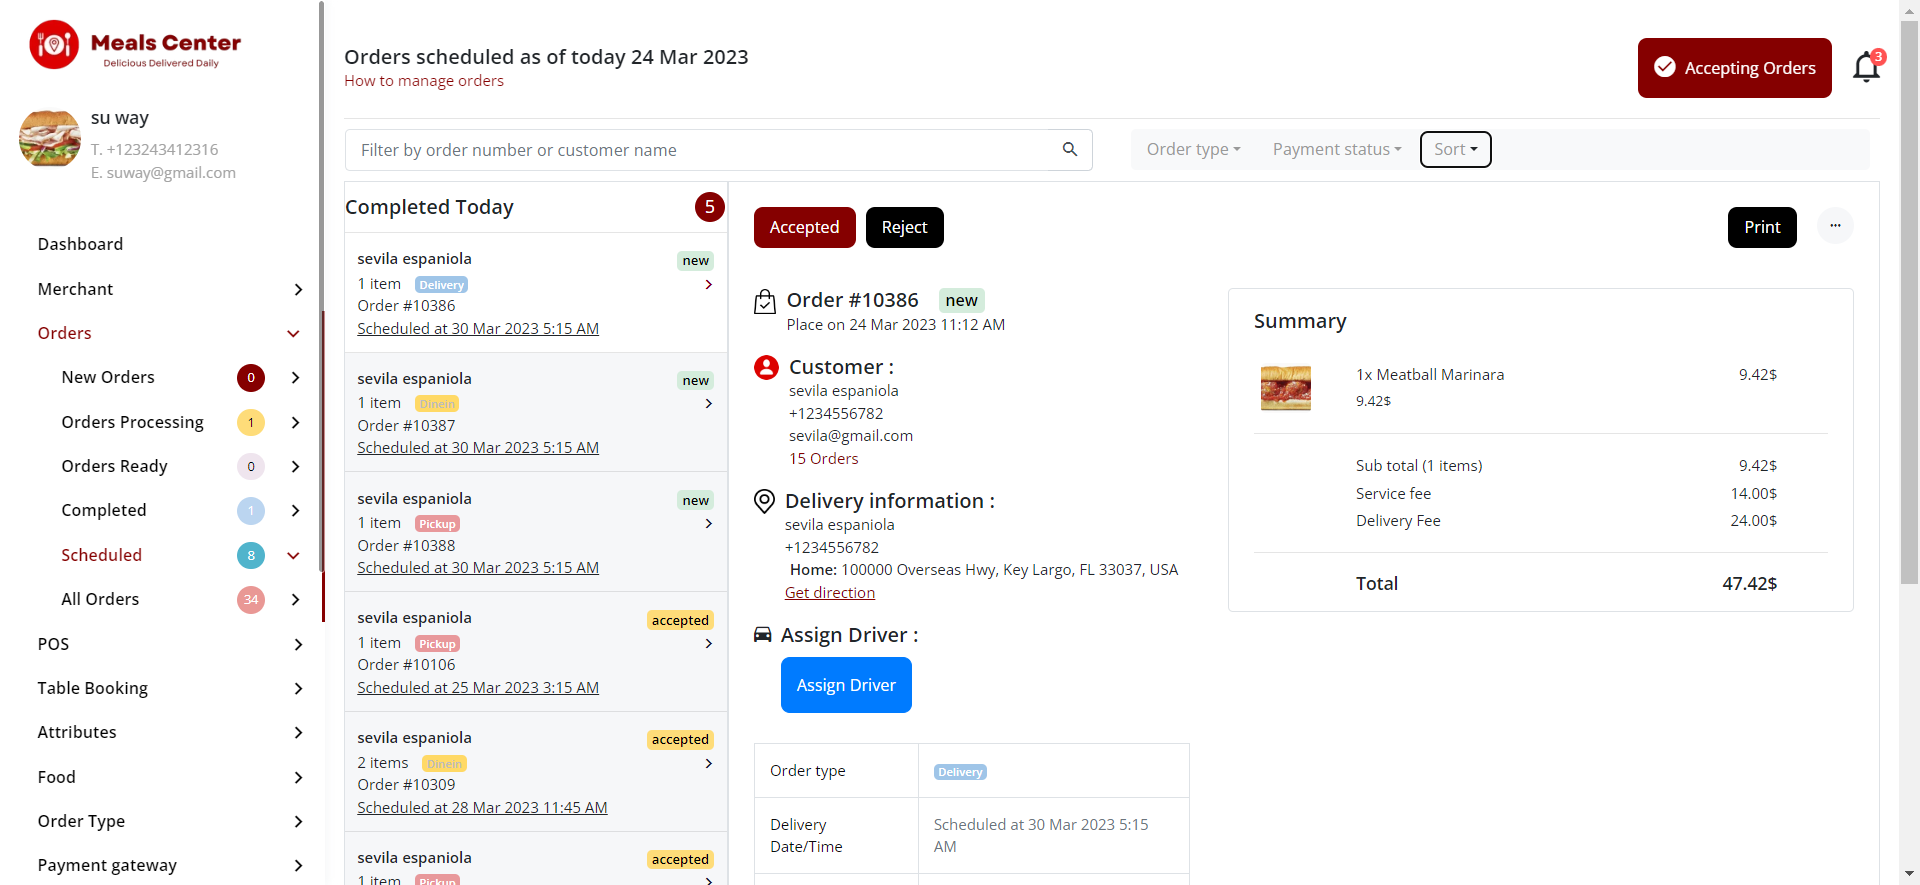 Meals Center
Delicious Delivered Daily
su way
T. +123243412316
E. suway@gmail.com
Dashboard
Merchant
Orders
New Orders 0
Orders Processing 1
Orders Ready 0
Completed 1
Scheduled 8
All Orders 34
POS
Table Booking
Attributes
Food
Order Type
Payment gateway
Orders scheduled as of today 24 Mar 2023
How to manage orders
Accepting Orders
3
Filter by order number or customer name
Order type Payment status Sort
Completed Today 5
sevila espaniola new
1 item Delivery
Order #10386
Scheduled at 30 Mar 2023 5:15 AM
sevila espaniola new
1 item Dinein
Order #10387
Scheduled at 30 Mar 2023 5:15 AM
sevila espaniola new
1 item Pickup
Order #10388
Scheduled at 30 Mar 2023 5:15 AM
sevila espaniola accepted
1 item Pickup
Order #10106
Scheduled at 25 Mar 2023 3:15 AM
sevila espaniola accepted
2 items Dinein
Order #10309
Scheduled at 28 Mar 2023 11:45 AM
sevila espaniola accepted
1 item Pickup
Accepted Reject
Print ...
Order #10386 new
Place on 24 Mar 2023 11:12 AM
Customer :
sevila espaniola
+1234556782
sevila@gmail.com
15 Orders
Delivery information :
sevila espaniola
+1234556782
Home: 100000 Overseas Hwy, Key Largo, FL 33037, USA
Get direction
Assign Driver :
Assign Driver
Order type Delivery
Delivery Date/Time
Scheduled at 30 Mar 2023 5:15 AM
Summary
1x Meatball Marinara 9.42$
9.42$
Sub total (1 items) 9.42$
Service fee 14.00$
Delivery Fee 24.00$
Total 47.42$